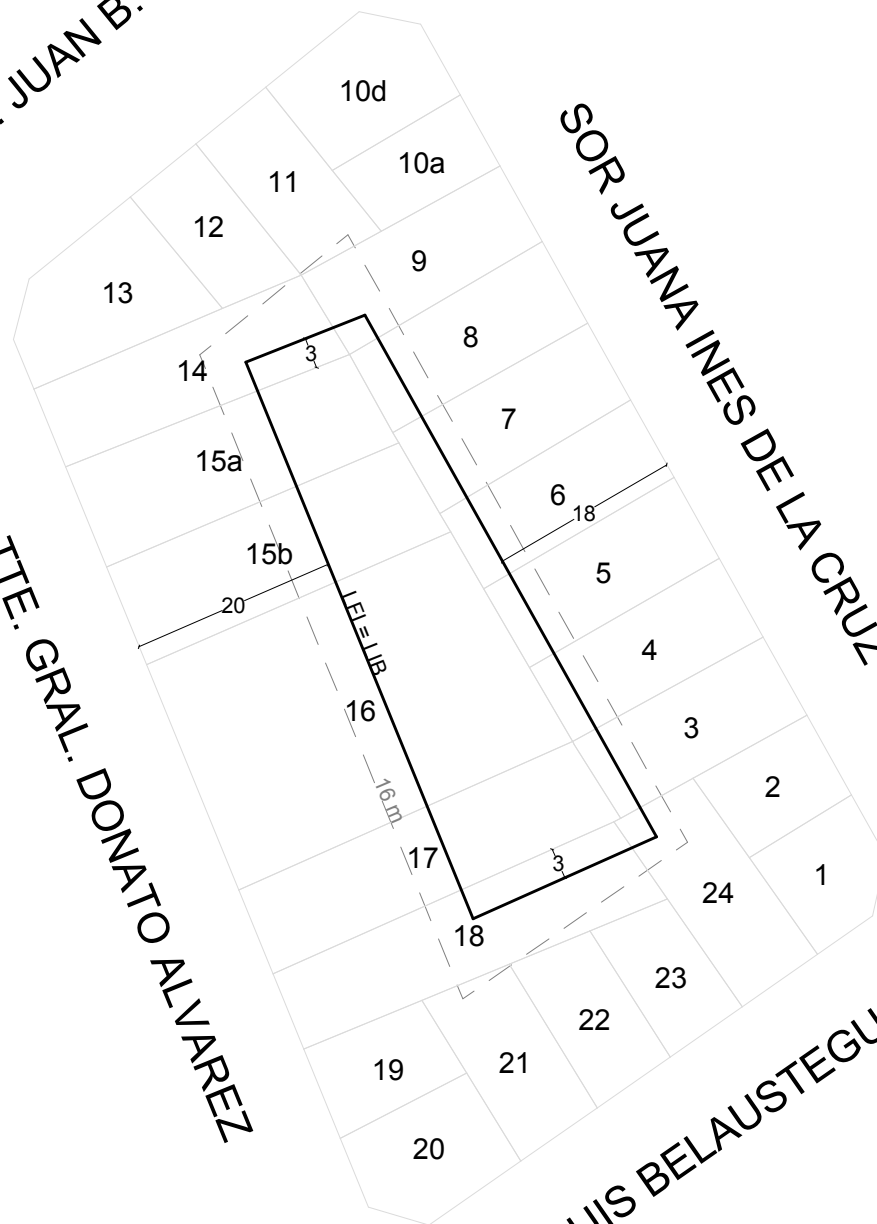 . JUAN B.
10d
SOR JUANA INES DE LA CRUZ
10a
11
12
9
13
8
3
14
7
15a
6
18
15b
5
20
LFI = LIB
4
16
3
TTE. GRAL. DONATO ALVAREZ
2
16 m
17
3
1
24
18
23
22
21
19
20
UIS BELAUSTEGU